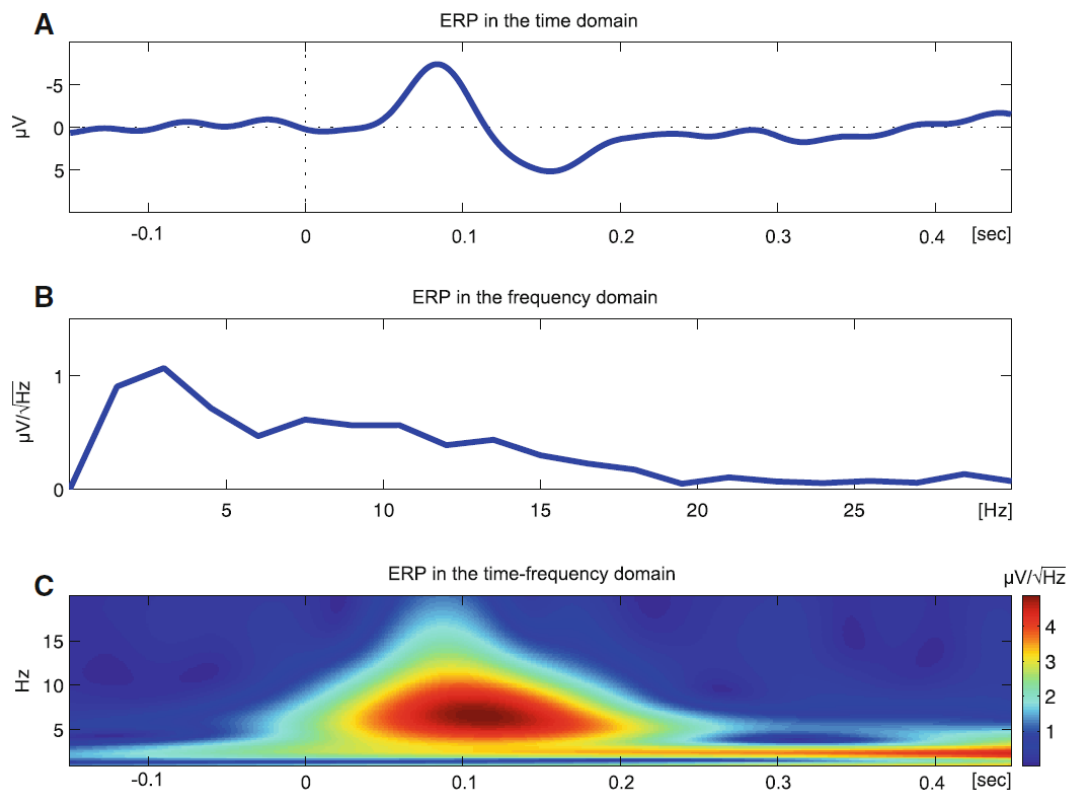 A
ERP in the time domain
-5
0
5
µV
-0.1
0
0.1
0.2
0.3
0.4
[sec]
B
ERP in the frequency domain
1
0
µV/√Hz
5
10
15
20
25
[Hz]
C
ERP in the time-frequency domain
µV/√Hz
15
10
5
Hz
4
3
2
1
-0.1
0
0.1
0.2
0.3
0.4
[sec]